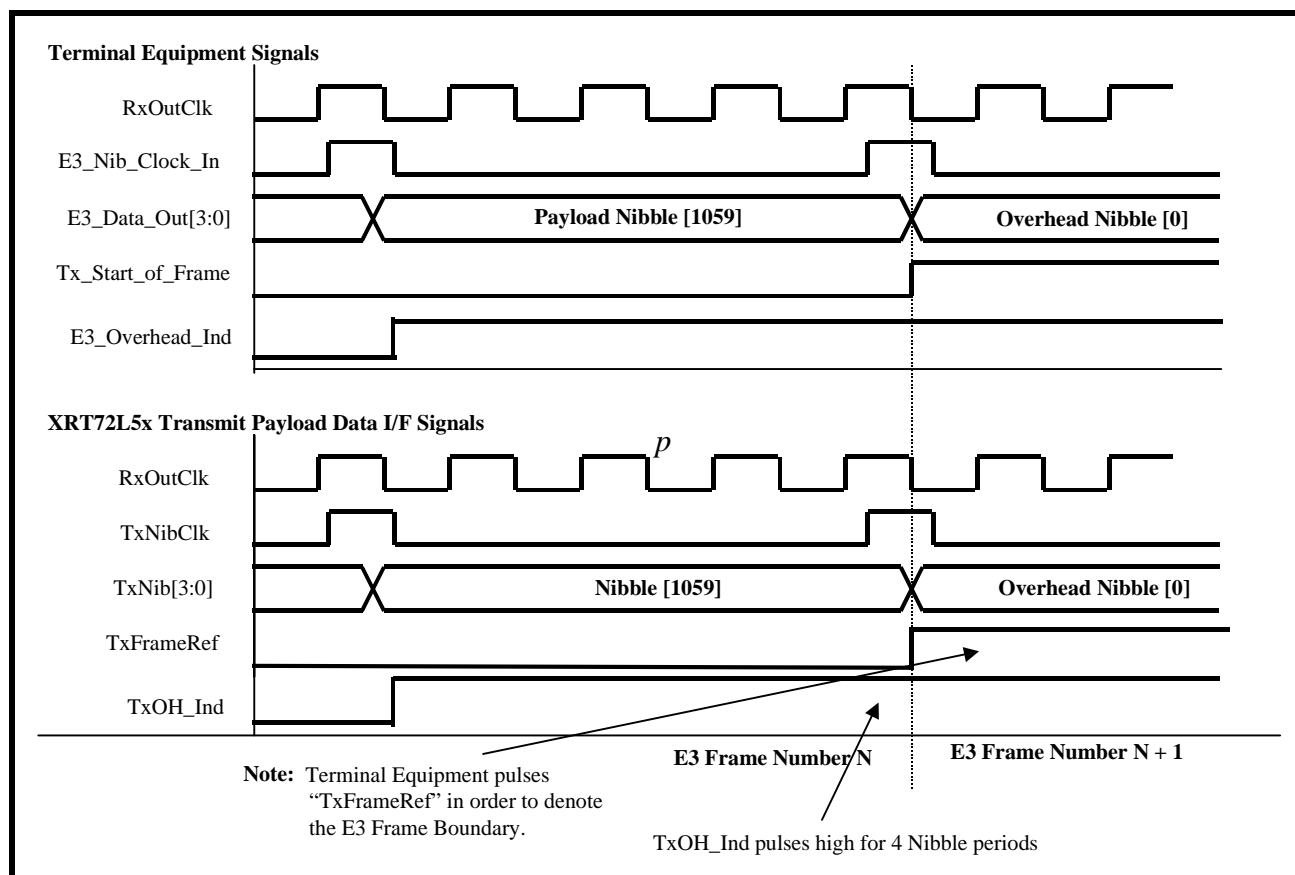 Terminal Equipment Signals
RxOutClk
E3_Nib_Clock_In
E3_Data_Out[3:0]
Payload Nibble [1059]
Overhead Nibble [0]
Tx_Start_of_Frame
E3_Overhead_Ind
XRT72L5x Transmit Payload Data I/F Signals
p
RxOutClk
TxNibClk
TxNib[3:0]
Nibble [1059]
Overhead Nibble [0]
TxFrameRef
TxOH_Ind
E3 Frame Number N
E3 Frame Number N + 1
Note: Terminal Equipment pulses
“TxFrameRef” in order to denote
the E3 Frame Boundary.
TxOH_Ind pulses high for 4 Nibble periods